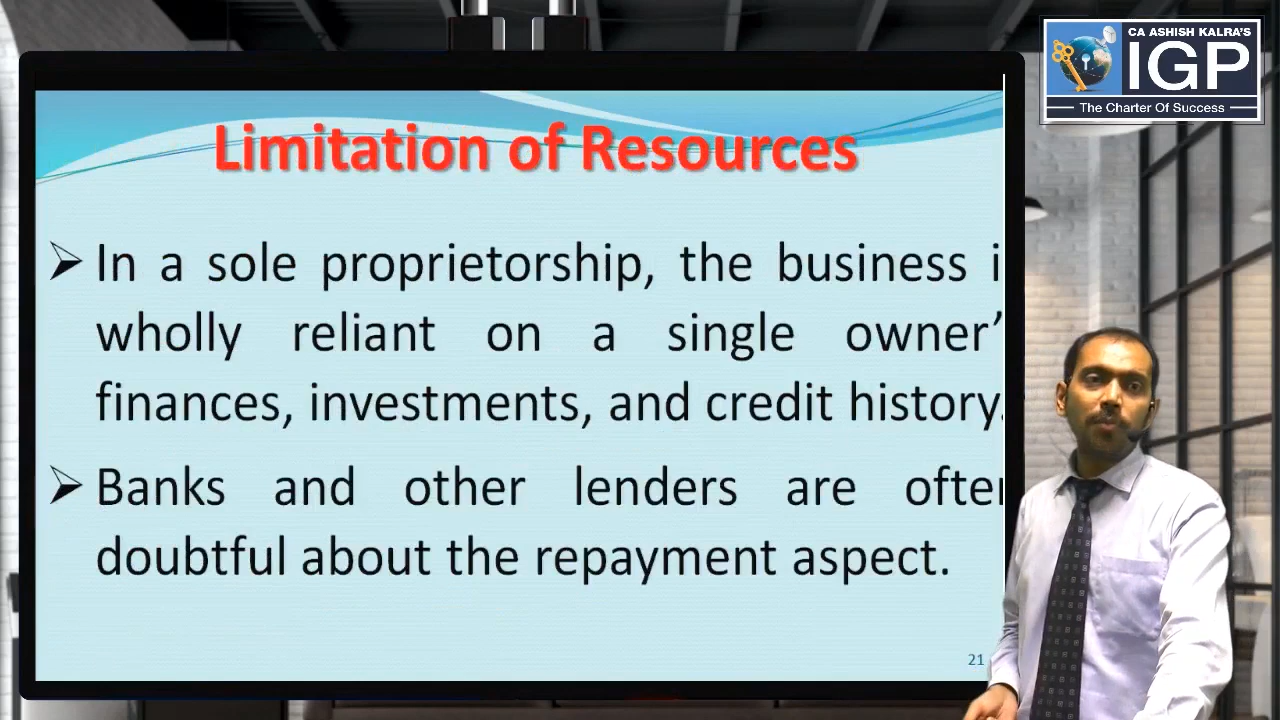 CA ASHISH KALRA'S
IGP
The Charter Of Success
Limitation of Resources
In a sole proprietorship, the business i
wholly reliant on a single owner’
finances, investments, and credit history.
Banks and other lenders are ofte
doubtful about the repayment aspect.
21